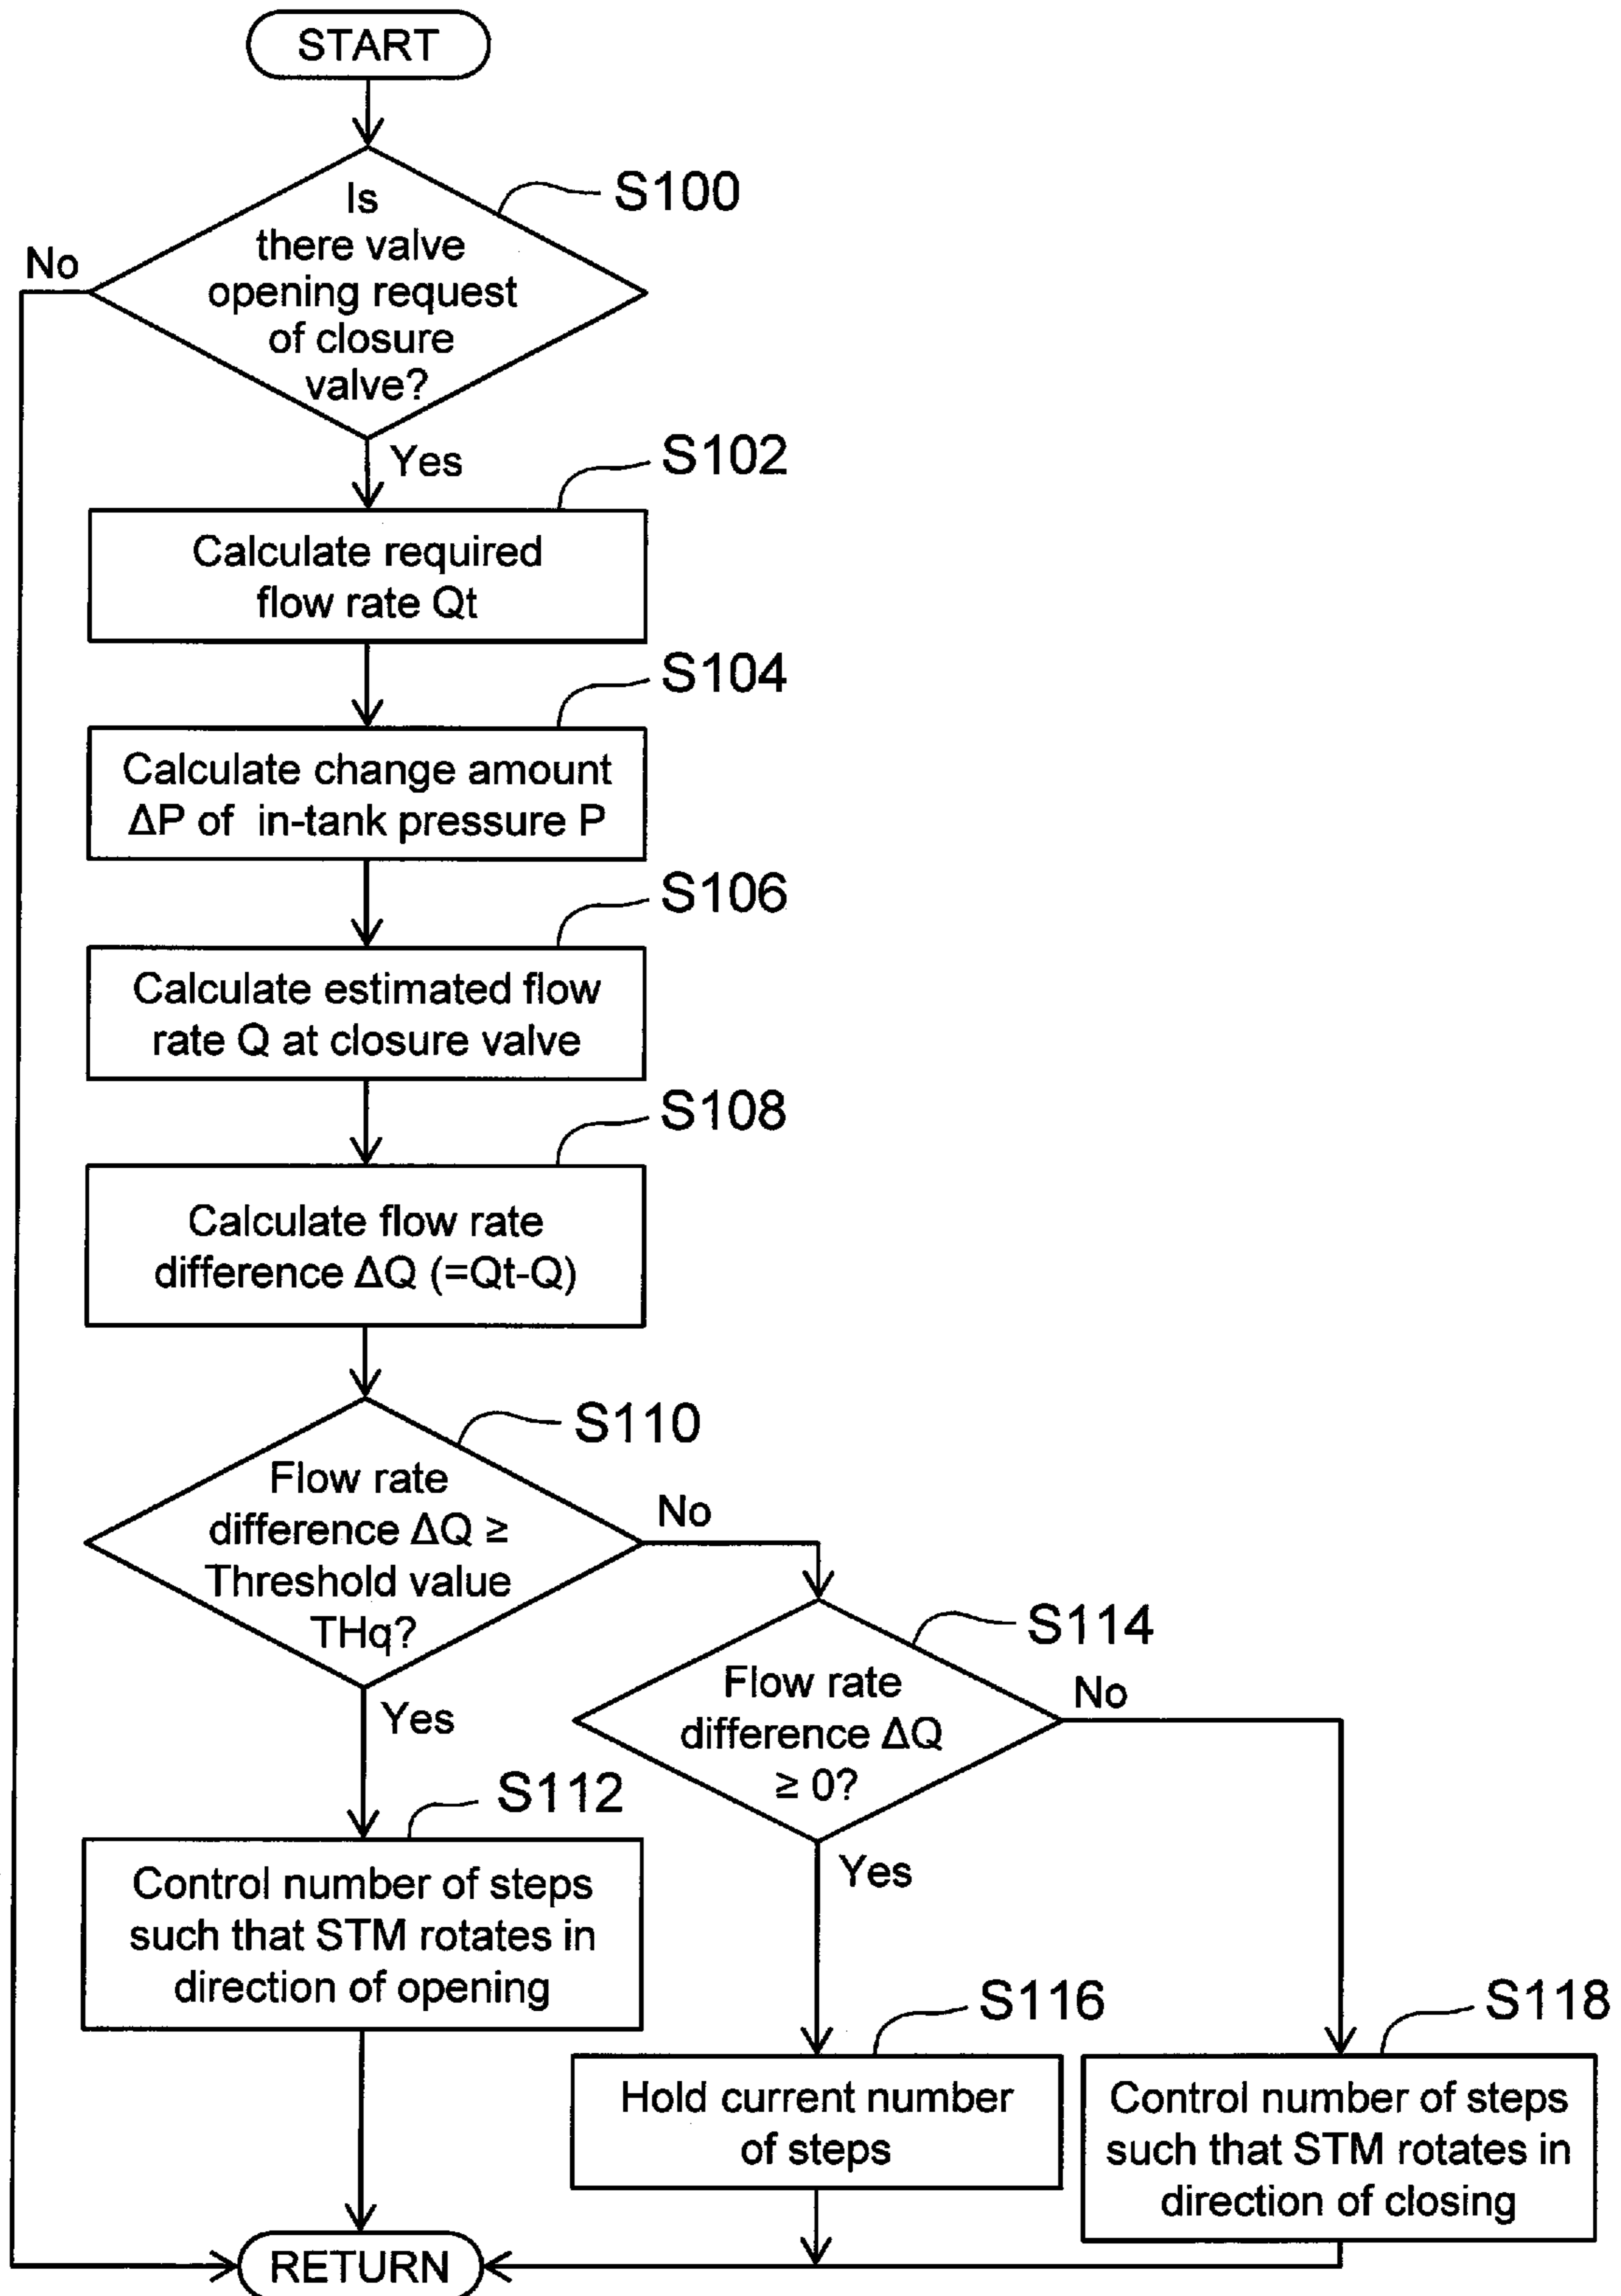 START
Is
there valve
opening request
of closure
valve?
S100
No
Yes
S102
Calculate required
flow rate Qt
S104
Calculate change amount
ΔP of in-tank pressure P
S106
Calculate estimated flow
rate Q at closure valve
S108
Calculate flow rate
difference ΔQ (=Qt-Q)
S110
Flow rate
difference ΔQ ≥
Threshold value
THq?
No
Yes
S114
Flow rate
difference ΔQ
≥ 0?
No
Yes
S112
Control number of steps
such that STM rotates in
direction of opening
S116
Hold current number
of steps
S118
Control number of steps
such that STM rotates in
direction of closing
RETURN